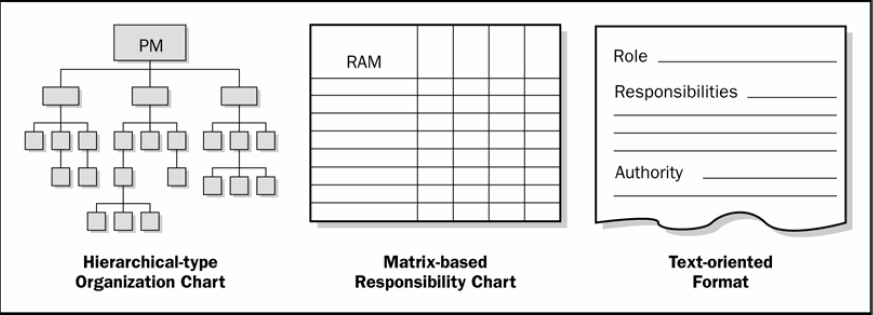 PM
Hierarchical-type
Organization Chart
RAM
Matrix-based
Responsibility Chart
Role
Responsibilities
Authority
Text-oriented
Format